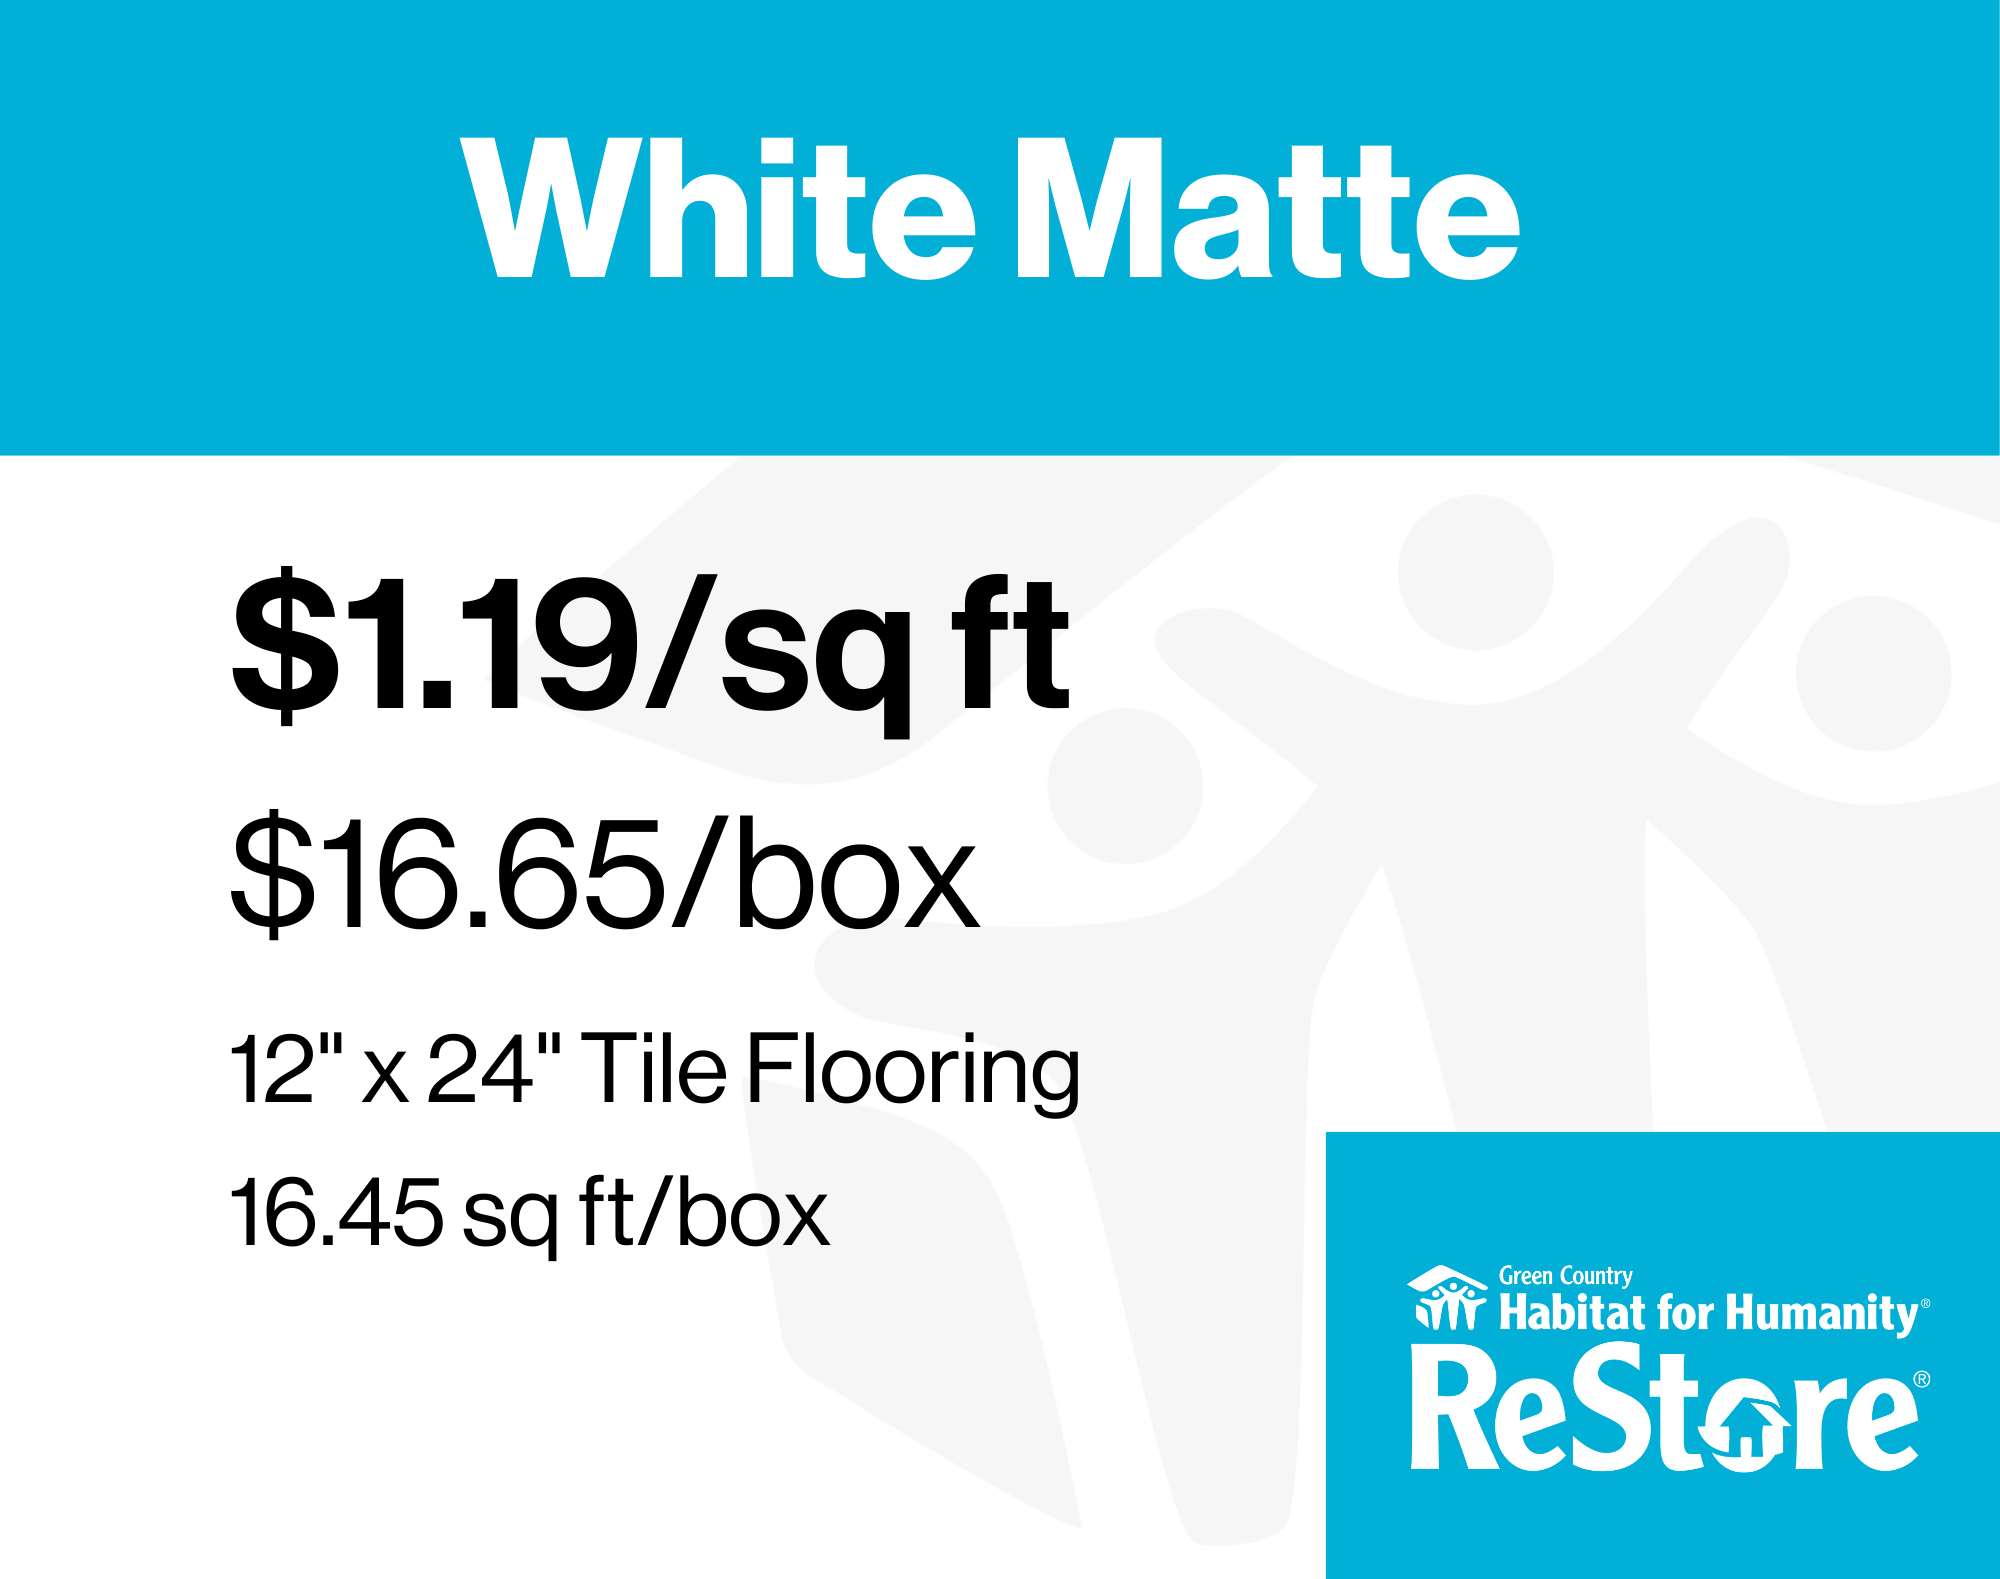 White Matte
$1.19/sq ft
$16.65/box
12" x 24" Tile Flooring
16.45 sq ft/box
Green Country
Habitat for Humanity®
ReStore®